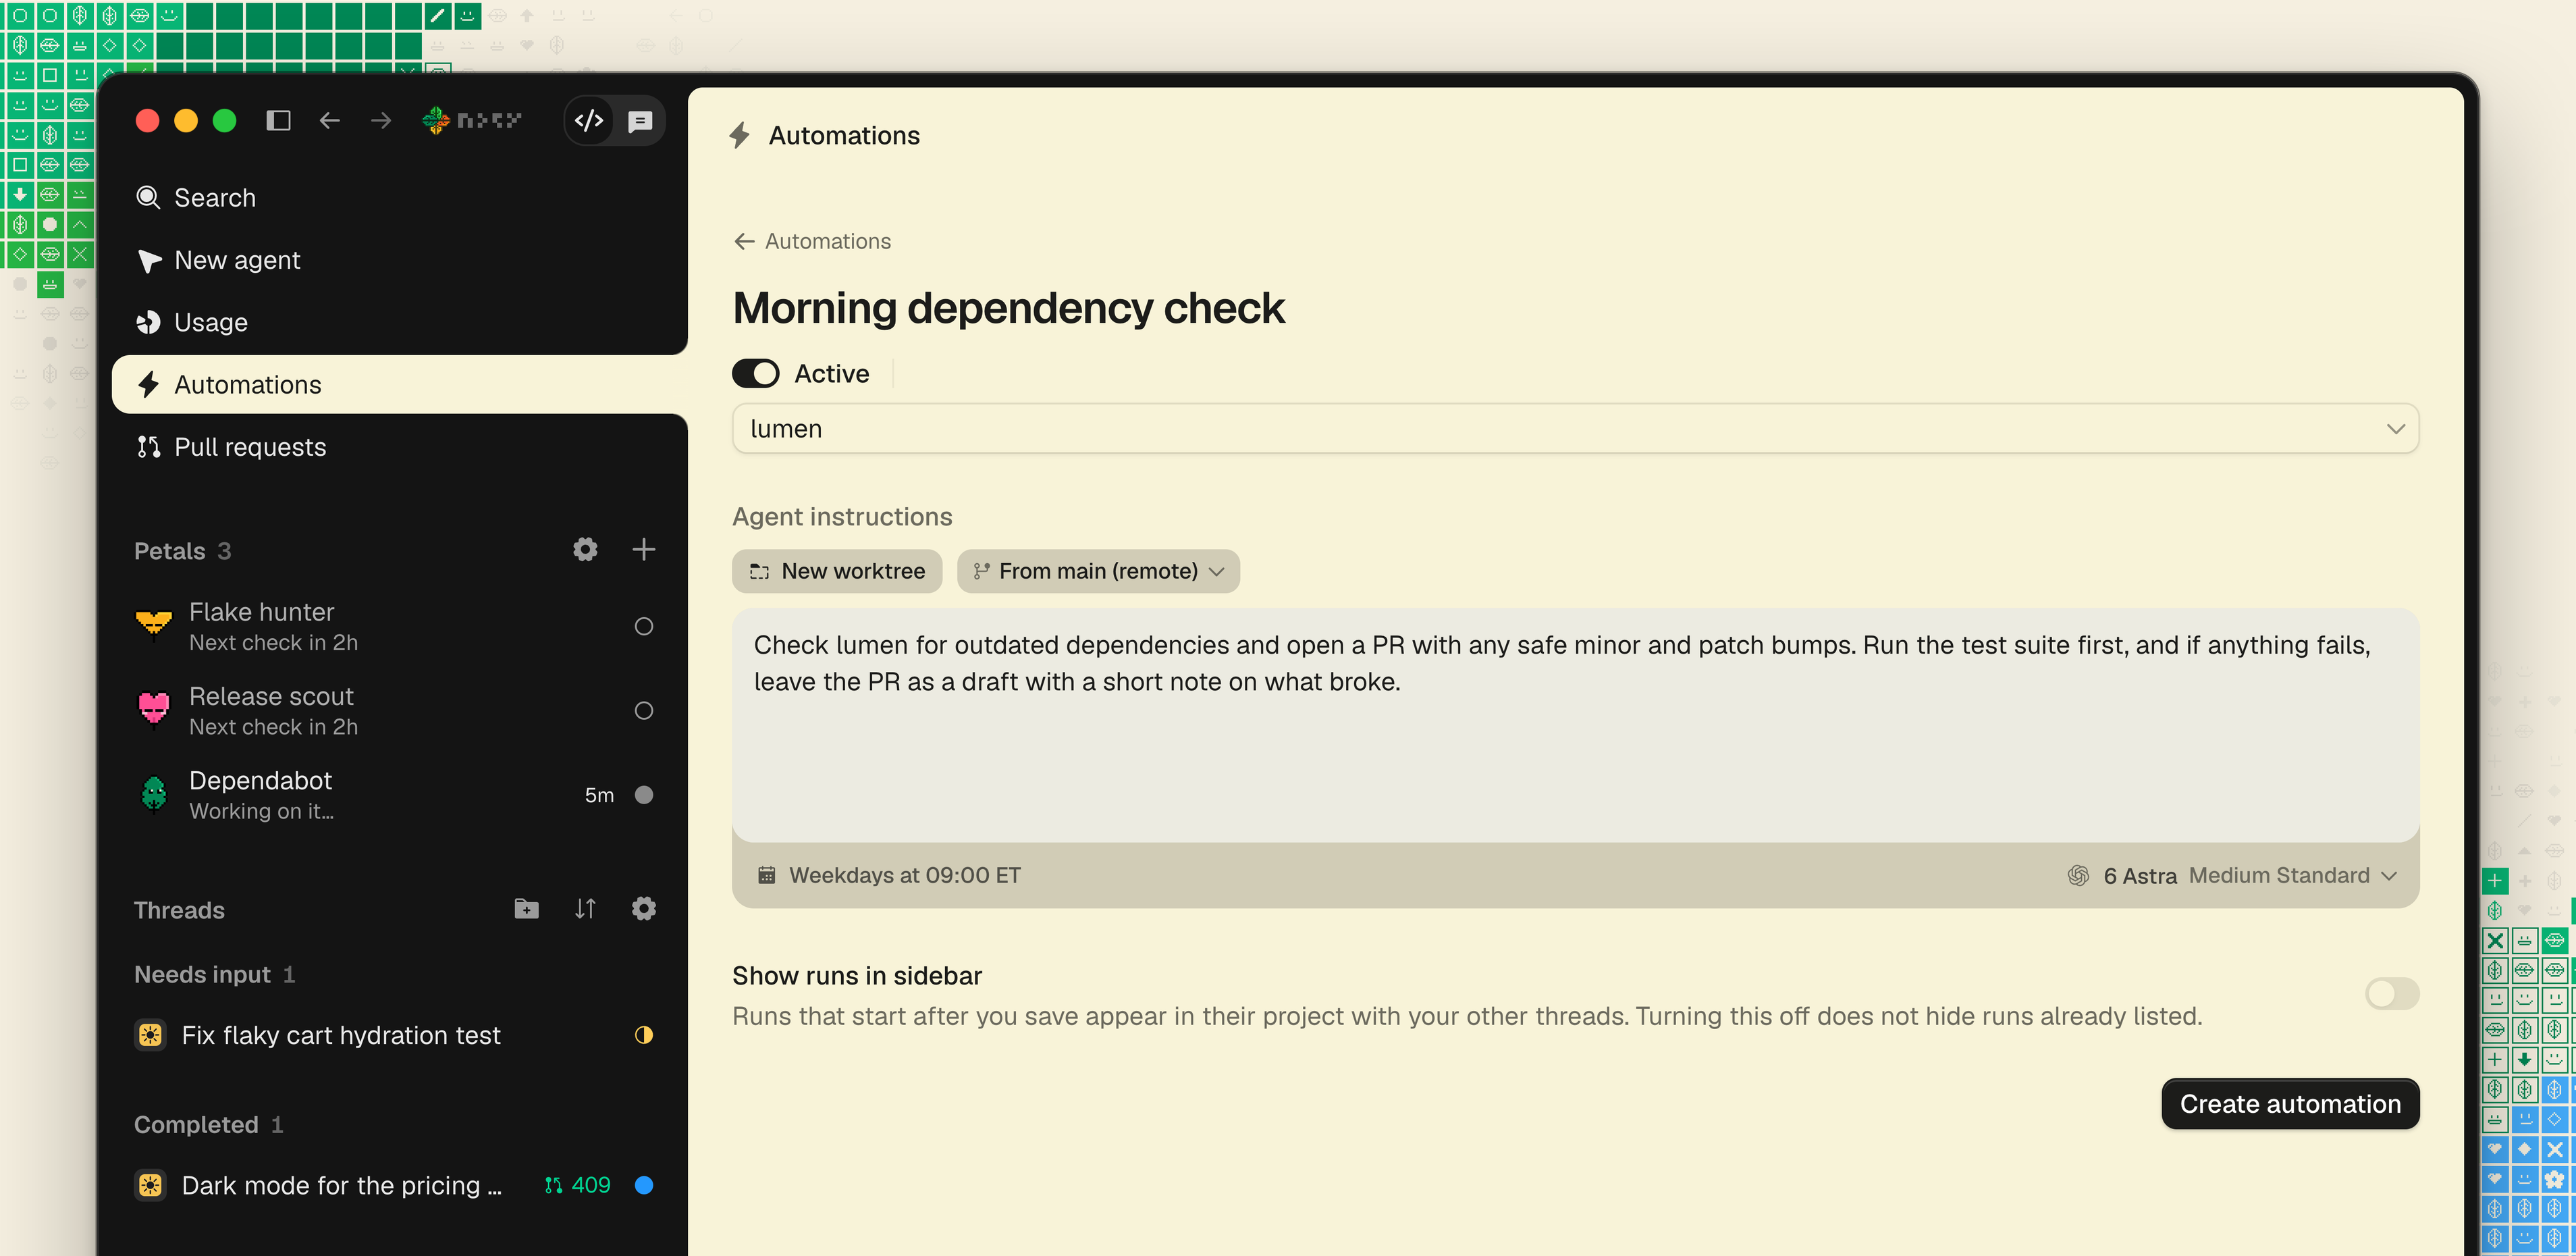 Search
New agent
Usage
Automations
Pull requests
Petals 3
Flake hunter
Next check in 2h
Release scout
Next check in 2h
Dependabot
Working on it...
5m
Threads
Needs input 1
Fix flaky cart hydration test
Completed 1
Dark mode for the pricing ...
409
Automations
Automations
Morning dependency check
Active
lumen
Agent instructions
New worktree
From main (remote)
Check lumen for outdated dependencies and open a PR with any safe minor and patch bumps. Run the test suite first, and if anything fails,
leave the PR as a draft with a short note on what broke.
Weekdays at 09:00 ET
6 Astra Medium Standard
Show runs in sidebar
Runs that start after you save appear in their project with your other threads. Turning this off does not hide runs already listed.
Create automation